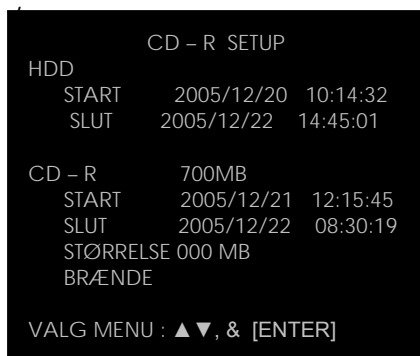 CD – R SETUP
HDD
START 2005/12/20 10:14:32
SLUT 2005/12/22 14:45:01
CD – R 700MB
START 2005/12/21 12:15:45
SLUT 2005/12/22 08:30:19
STØRRELSE 000 MB
BRÆNDE
VALG MENU : ▲▼, & [ENTER]